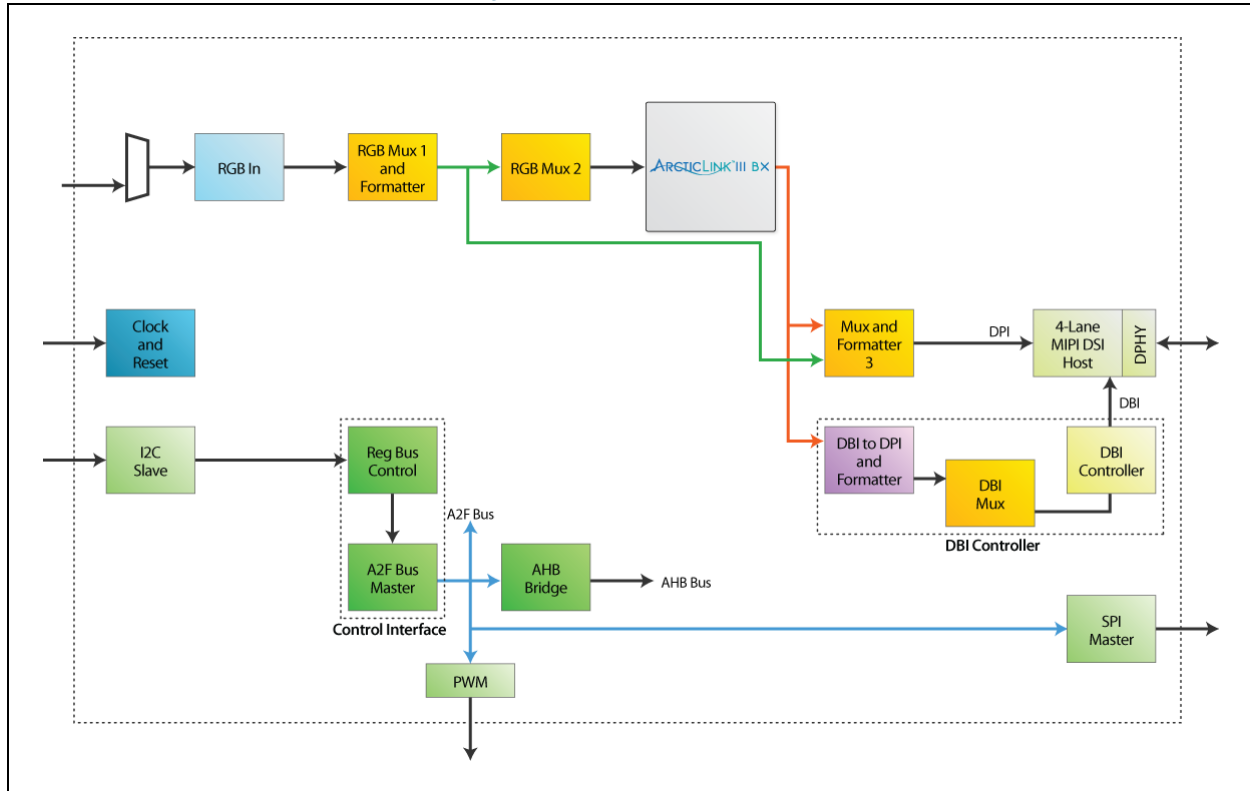 RGB In
RGB Mux 1
and
Formatter
RGB Mux 2
ARCTICLINK III BX
Clock
and
Reset
Mux and
Formatter
3
DPI
4-Lane
MIPI DSI
Host
DPHY
DBI
I2C
Slave
Reg Bus
Control
DBI to DPI
and
Formatter
DBI
Mux
DBI
Controller
DBI Controller
A2F Bus
A2F Bus
Master
AHB
Bridge
AHB Bus
Control Interface
SPI
Master
PWM